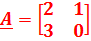 A = [2 1
3 0]